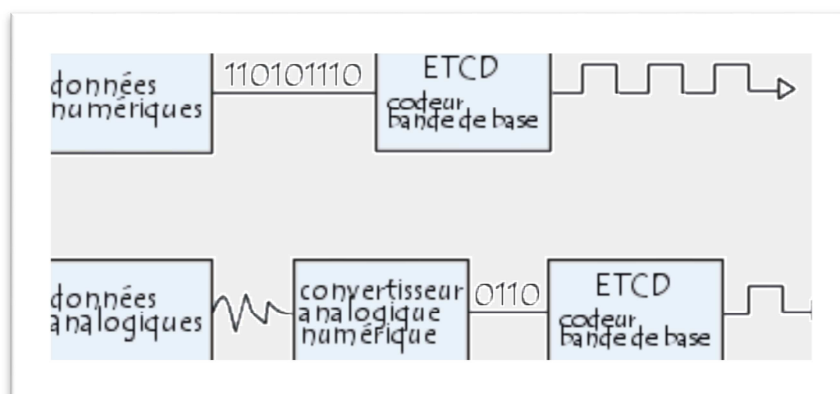 données
numériques
110101110
ETCD
codeur
bande de base
données
analogiques
convertisseur
analogique
numérique
0110
ETCD
codeur
bande de base